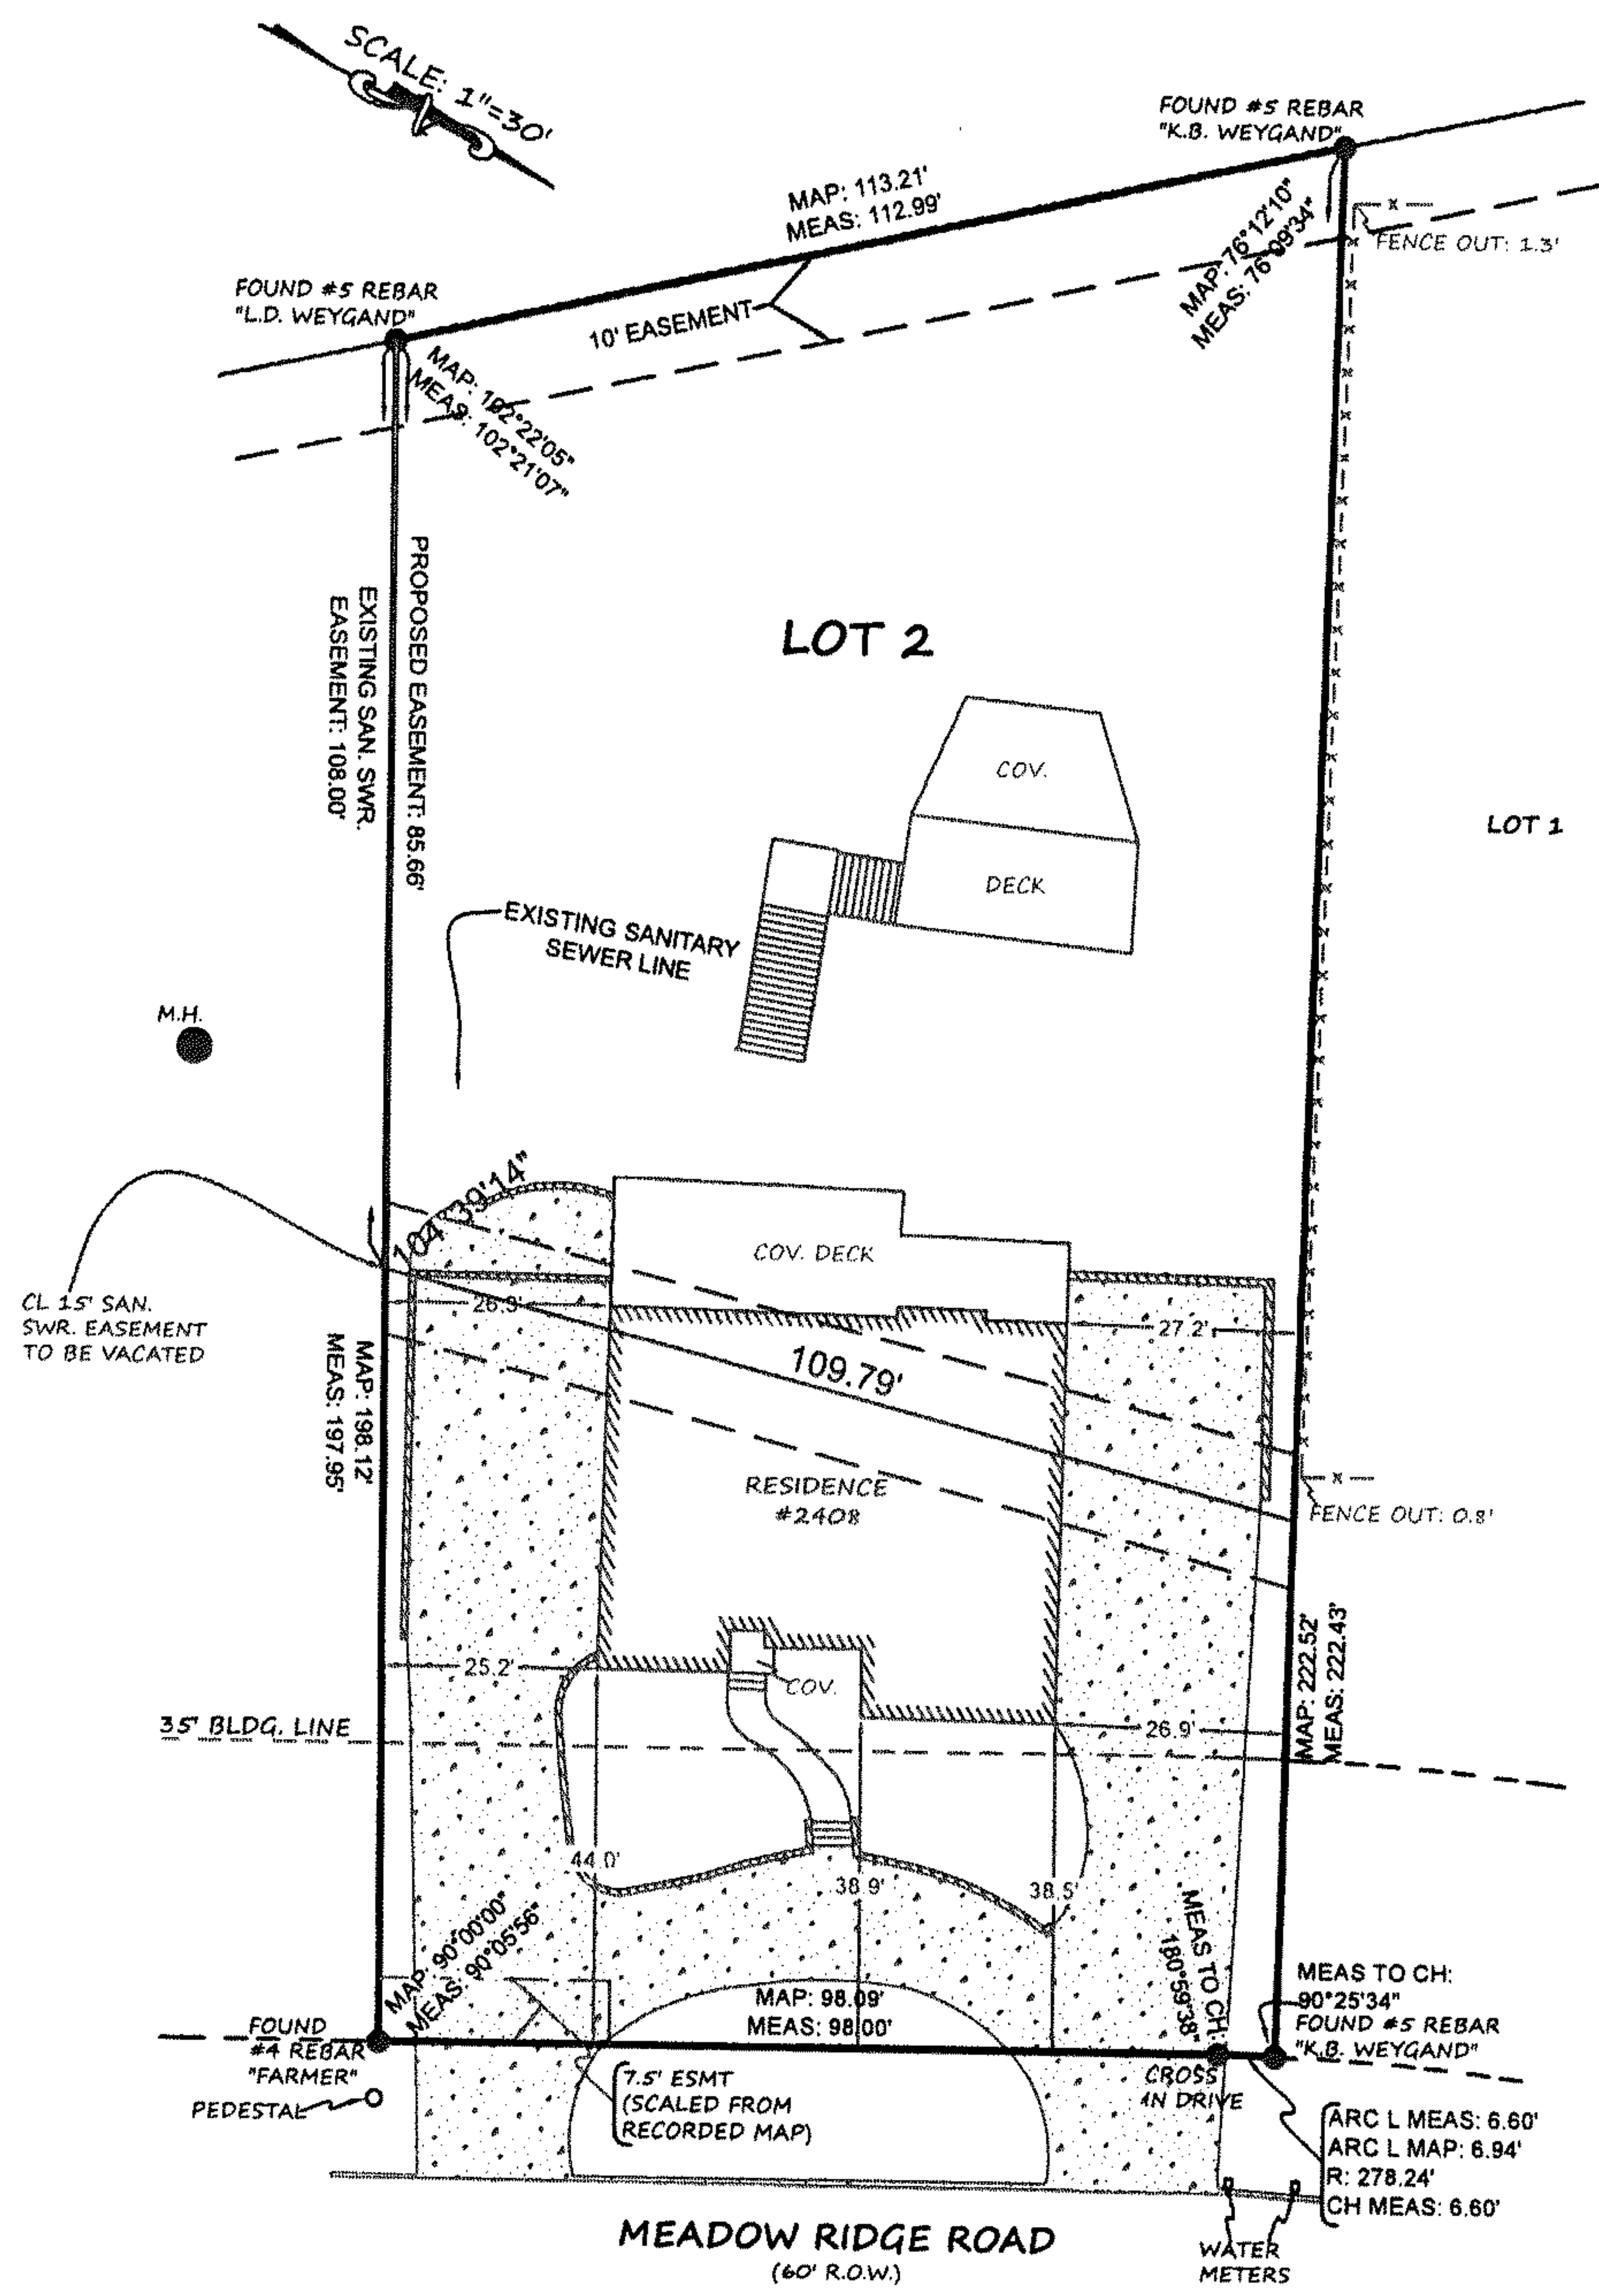 SCALE: 1"=30'
FOUND #5 REBAR
"K.B. WEYGAND"
MAP: 113.21'
MEAS: 112.99'
MAP: 76°12'10"
MEAS: 76°09'34"
FENCE OUT: 1.3'
FOUND #5 REBAR
"L.D. WEYGAND"
10' EASEMENT
MAP: 102°22'05"
MEAS: 102°21'07"
PROPOSED EASEMENT: 85.66'
EXISTING SAN. SWR.
EASEMENT: 108.00'
LOT 2
COV.
DECK
LOT 1
EXISTING SANITARY
SEWER LINE
M.H.
104°39'14"
COV. DECK
CL 15' SAN.
SWR. EASEMENT
TO BE VACATED
26.3'
27.2'
109.79'
MAP: 198.12'
MEAS: 197.95'
RESIDENCE
#2408
FENCE OUT: 0.8'
MAP: 222.52'
MEAS: 222.43'
25.2'
COV.
35' BLDG. LINE
26.9'
44.0'
38.9'
38.5'
MAP: 90°00'00"
MEAS: 90°05'56"
MEAS TO CH:
180°59'38"
MAP: 98.09'
MEAS: 98.00'
MEAS TO CH:
90°25'34"
FOUND #5 REBAR
"K.B. WEYGAND"
FOUND
#4 REBAR
"FARMER"
PEDESTAL
7.5' ESMT
(SCALED FROM
RECORDED MAP)
CROSS
IN DRIVE
ARC L MEAS: 6.60'
ARC L MAP: 6.94'
R: 278.24'
CH MEAS: 6.60'
MEADOW RIDGE ROAD
(60' R.O.W.)
WATER
METERS